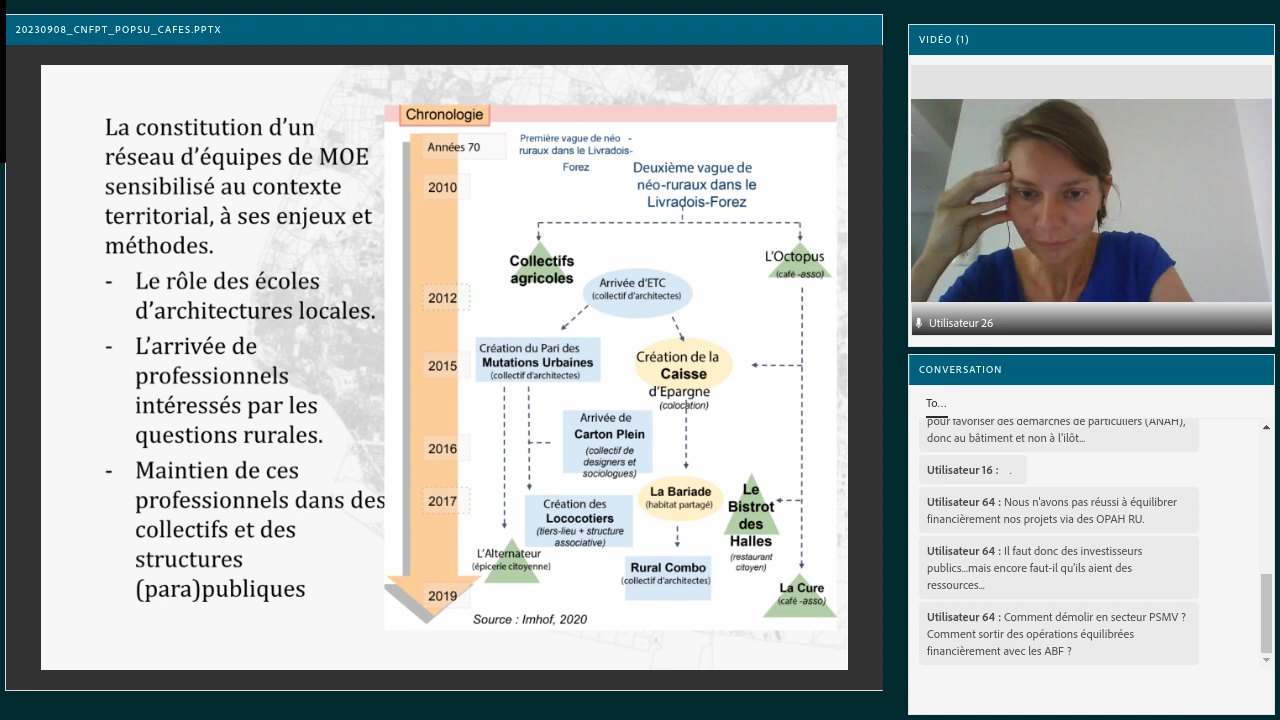 20230908_CNFPT_POPSU_CAFES.PPTX
La constitution d'un
réseau d'équipes de MOE
sensibilisé au contexte
territorial, à ses enjeux et
méthodes.
- Le rôle des écoles
d'architectures locales.
- L'arrivée de
professionnels
intéressés par les
questions rurales.
- Maintien de ces
professionnels dans des
collectifs et des
structures
(para)publiques
Chronologie
Années 70
Première vague de néo -
ruraux dans le Livradois-
Forez
2010
Deuxième vague de
néo-ruraux dans le
Livradois-Forez
Collectifs
agricoles
L'Octopus
(café -asso)
2012
Arrivée d'ETC
(collectif d'architectes)
2015
Création du Pari des
Mutations Urbaines
(collectif d'architectes)
Création de la
Caisse
d'Epargne
(colocation)
2016
Arrivée de
Carton Plein
(collectif de
designers et
sociologues)
2017
Création des
Lococotiers
(tiers-lieu + structure
associative)
La Bariade
(habitat partagé)
Le
Bistrot
des
Halles
(restaurant
citoyen)
L'Alternateur
(épicerie citoyenne)
Rural Combo
(collectif d'architectes)
La Cure
(café -asso)
2019
Source : Imhof, 2020
VIDÉO (1)
Utilisateur 26
CONVERSATION
To...
pour favoriser des démarches de particuliers (ANAH),
donc au bâtiment et non à l'ilôt...
Utilisateur 16 : .
Utilisateur 64 : Nous n'avons pas réussi à équilibrer
financièrement nos projets via des OPAH RU.
Utilisateur 64 : Il faut donc des investisseurs
publics...mais encore faut-il qu'ils aient des
ressources...
Utilisateur 64 : Comment démolir en secteur PSMV ?
Comment sortir des opérations équilibrées
financièrement avec les ABF ?